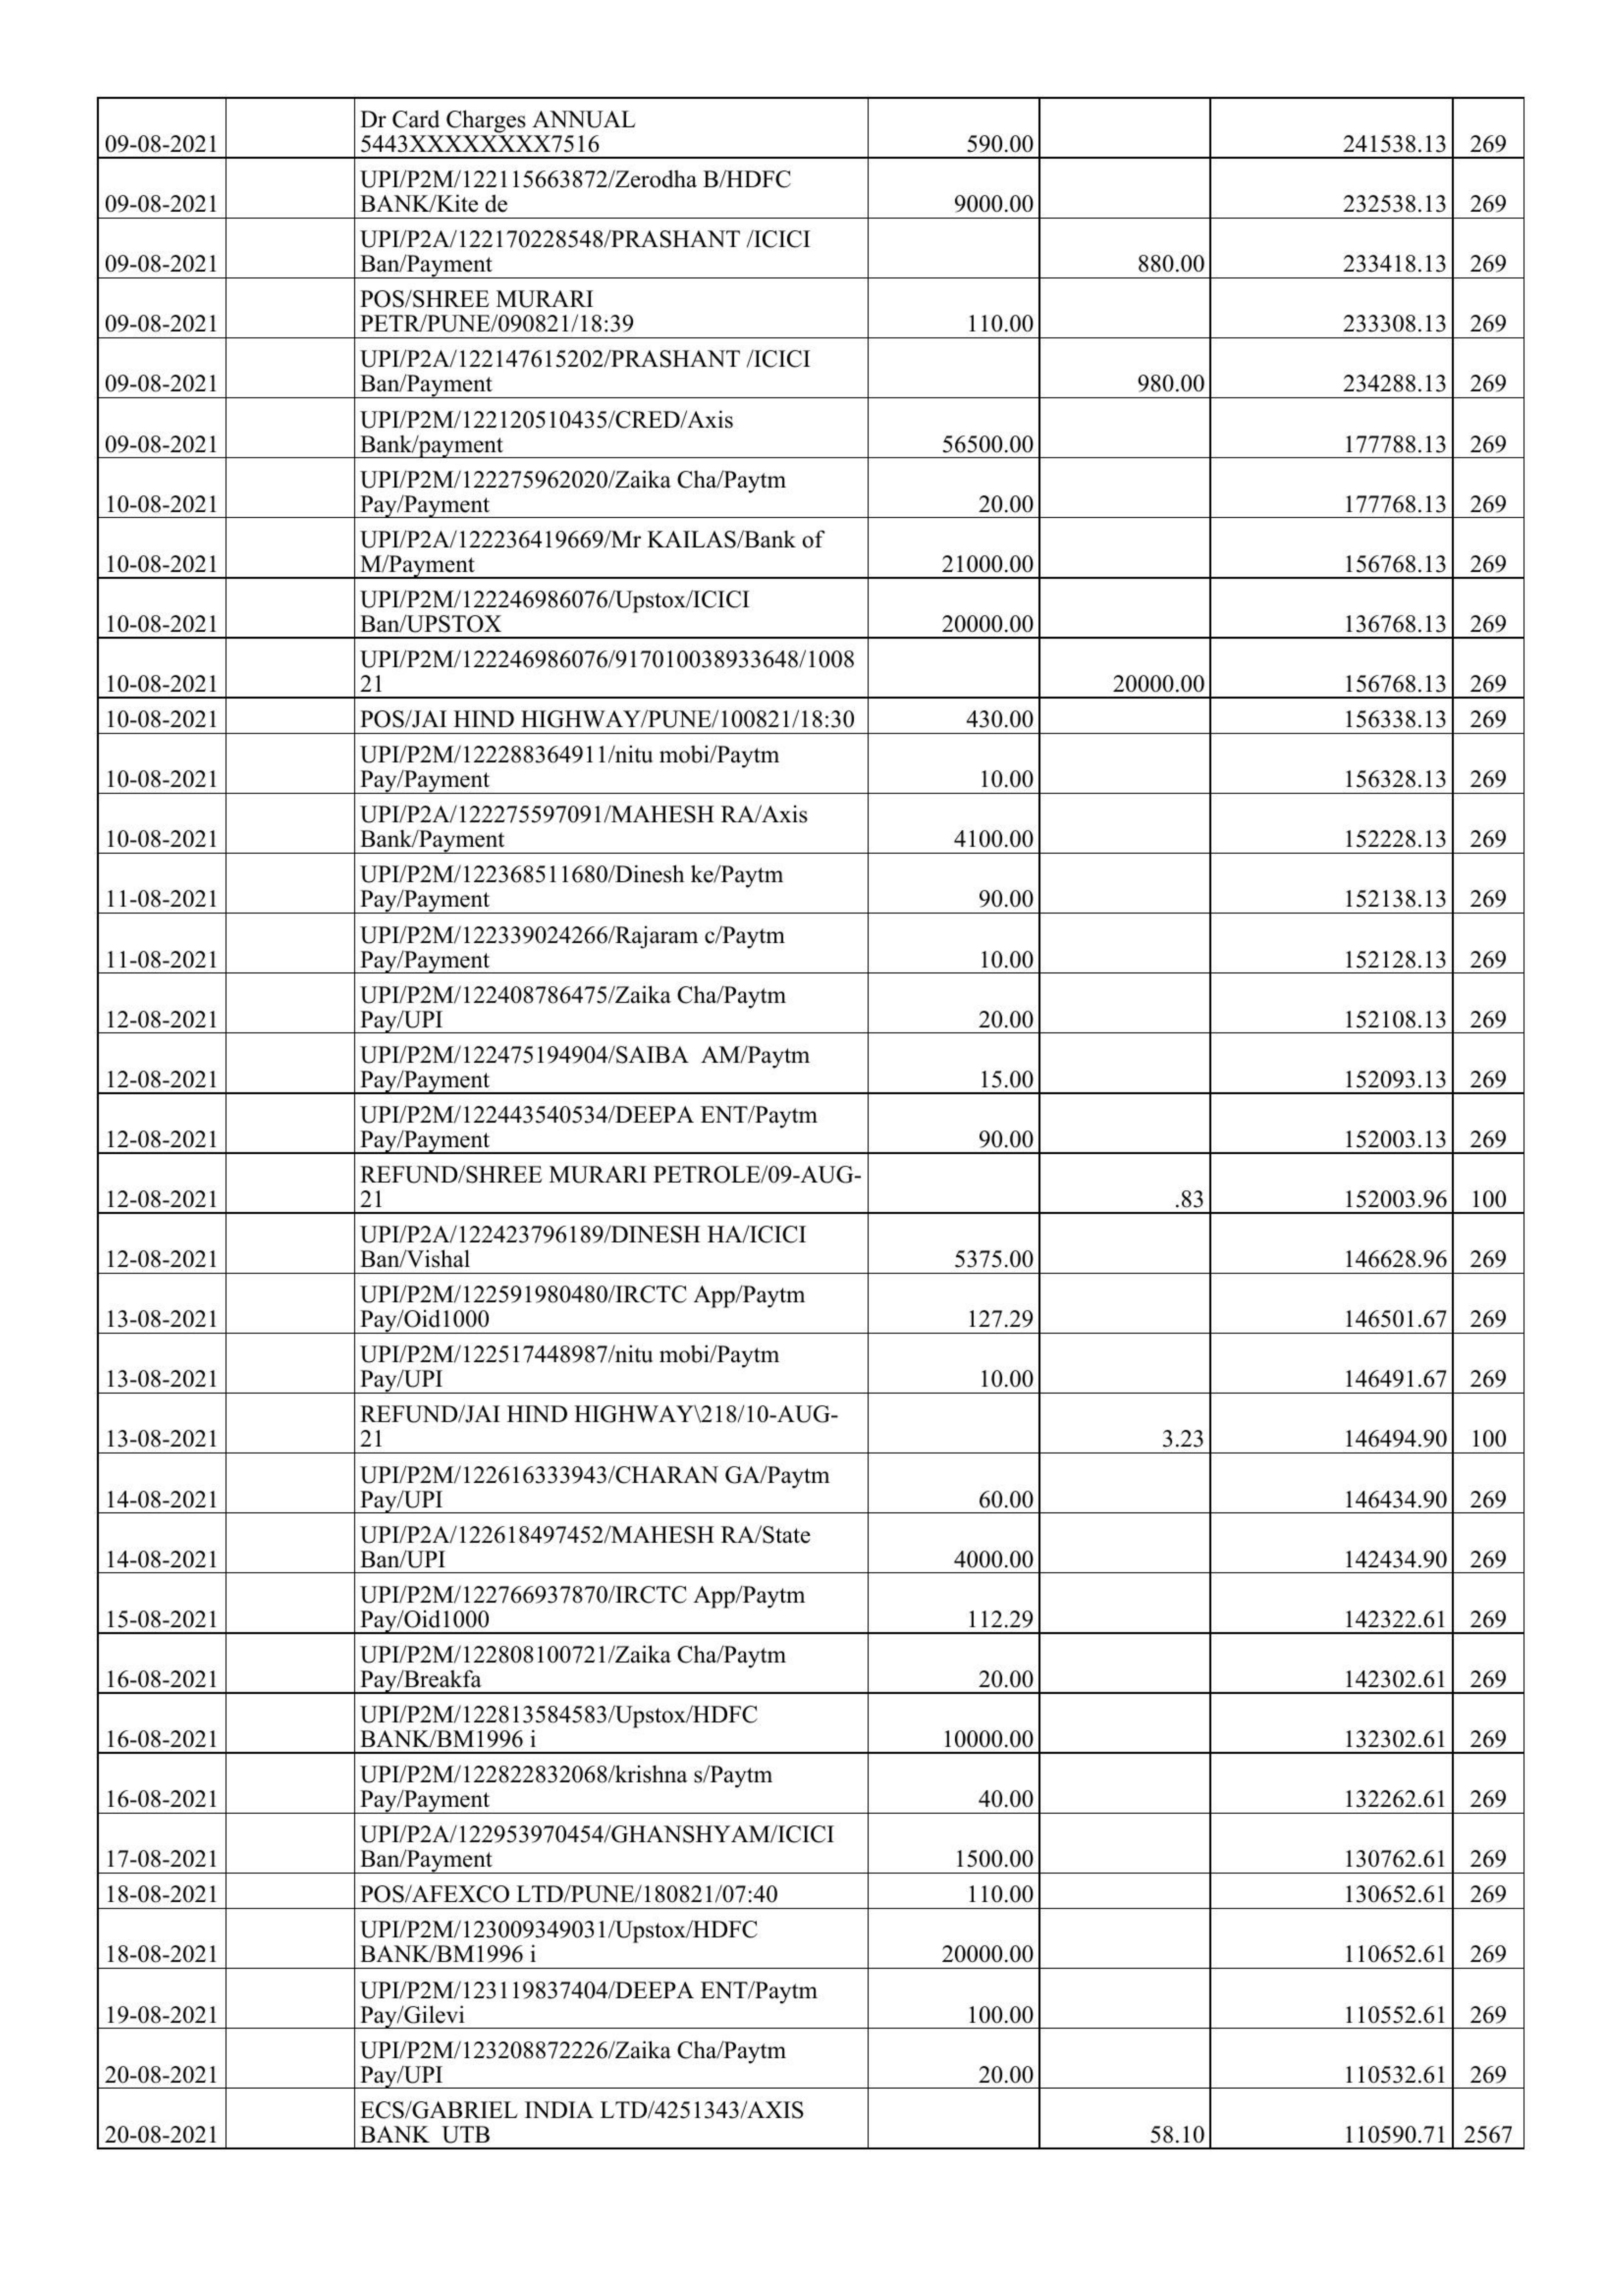 Dr Card Charges ANNUAL
09-08-2021 5443XXXXXXXX7516 590.00 241538.13 269
UPI/P2M/122115663872/Zerodha B/HDFC
09-08-2021 BANK/Kite de 9000.00 232538.13 269
UPI/P2A/122170228548/PRASHANT /ICICI
09-08-2021 Ban/Payment 880.00 233418.13 269
POS/SHREE MURARI
09-08-2021 PETR/PUNE/090821/18:39 110.00 233308.13 269
UPI/P2A/122147615202/PRASHANT /ICICI
09-08-2021 Ban/Payment 980.00 234288.13 269
UPI/P2M/122120510435/CRED/Axis
09-08-2021 Bank/payment 56500.00 177788.13 269
UPI/P2M/122275962020/Zaika Cha/Paytm
10-08-2021 Pay/Payment 20.00 177768.13 269
UPI/P2A/122236419669/Mr KAILAS/Bank of
10-08-2021 M/Payment 21000.00 156768.13 269
UPI/P2M/122246986076/Upstox/ICICI
10-08-2021 Ban/UPSTOX 20000.00 136768.13 269
UPI/P2M/122246986076/917010038933648/1008
10-08-2021 21 20000.00 156768.13 269
10-08-2021 POS/JAI HIND HIGHWAY/PUNE/100821/18:30 430.00 156338.13 269
UPI/P2M/122288364911/nitu mobi/Paytm
10-08-2021 Pay/Payment 10.00 156328.13 269
UPI/P2A/122275597091/MAHESH RA/Axis
10-08-2021 Bank/Payment 4100.00 152228.13 269
UPI/P2M/122368511680/Dinesh ke/Paytm
11-08-2021 Pay/Payment 90.00 152138.13 269
UPI/P2M/122339024266/Rajaram c/Paytm
11-08-2021 Pay/Payment 10.00 152128.13 269
UPI/P2M/122408786475/Zaika Cha/Paytm
12-08-2021 Pay/UPI 20.00 152108.13 269
UPI/P2M/122475194904/SAIBA  AM/Paytm
12-08-2021 Pay/Payment 15.00 152093.13 269
UPI/P2M/122443540534/DEEPA ENT/Paytm
12-08-2021 Pay/Payment 90.00 152003.13 269
REFUND/SHREE MURARI PETROLE/09-AUG-
12-08-2021 21 .83 152003.96 100
UPI/P2A/122423796189/DINESH HA/ICICI
12-08-2021 Ban/Vishal 5375.00 146628.96 269
UPI/P2M/122591980480/IRCTC App/Paytm
13-08-2021 Pay/Oid1000 127.29 146501.67 269
UPI/P2M/122517448987/nitu mobi/Paytm
13-08-2021 Pay/UPI 10.00 146491.67 269
REFUND/JAI HIND HIGHWAY\218/10-AUG-
13-08-2021 21 3.23 146494.90 100
UPI/P2M/122616333943/CHARAN GA/Paytm
14-08-2021 Pay/UPI 60.00 146434.90 269
UPI/P2A/122618497452/MAHESH RA/State
14-08-2021 Ban/UPI 4000.00 142434.90 269
UPI/P2M/122766937870/IRCTC App/Paytm
15-08-2021 Pay/Oid1000 112.29 142322.61 269
UPI/P2M/122808100721/Zaika Cha/Paytm
16-08-2021 Pay/Breakfa 20.00 142302.61 269
UPI/P2M/122813584583/Upstox/HDFC
16-08-2021 BANK/BM1996 i 10000.00 132302.61 269
UPI/P2M/122822832068/krishna s/Paytm
16-08-2021 Pay/Payment 40.00 132262.61 269
UPI/P2A/122953970454/GHANSHYAM/ICICI
17-08-2021 Ban/Payment 1500.00 130762.61 269
18-08-2021 POS/AFEXCO LTD/PUNE/180821/07:40 110.00 130652.61 269
UPI/P2M/123009349031/Upstox/HDFC
18-08-2021 BANK/BM1996 i 20000.00 110652.61 269
UPI/P2M/123119837404/DEEPA ENT/Paytm
19-08-2021 Pay/Gilevi 100.00 110552.61 269
UPI/P2M/123208872226/Zaika Cha/Paytm
20-08-2021 Pay/UPI 20.00 110532.61 269
ECS/GABRIEL INDIA LTD/4251343/AXIS
20-08-2021 BANK  UTB 58.10 110590.71 2567